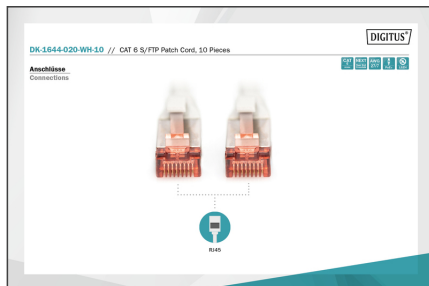 DIGITUS®
DK-1644-020-WH-10 // CAT 6 S/FTP Patch Cord, 10 Pieces
Anschlüsse
Connections
RJ45